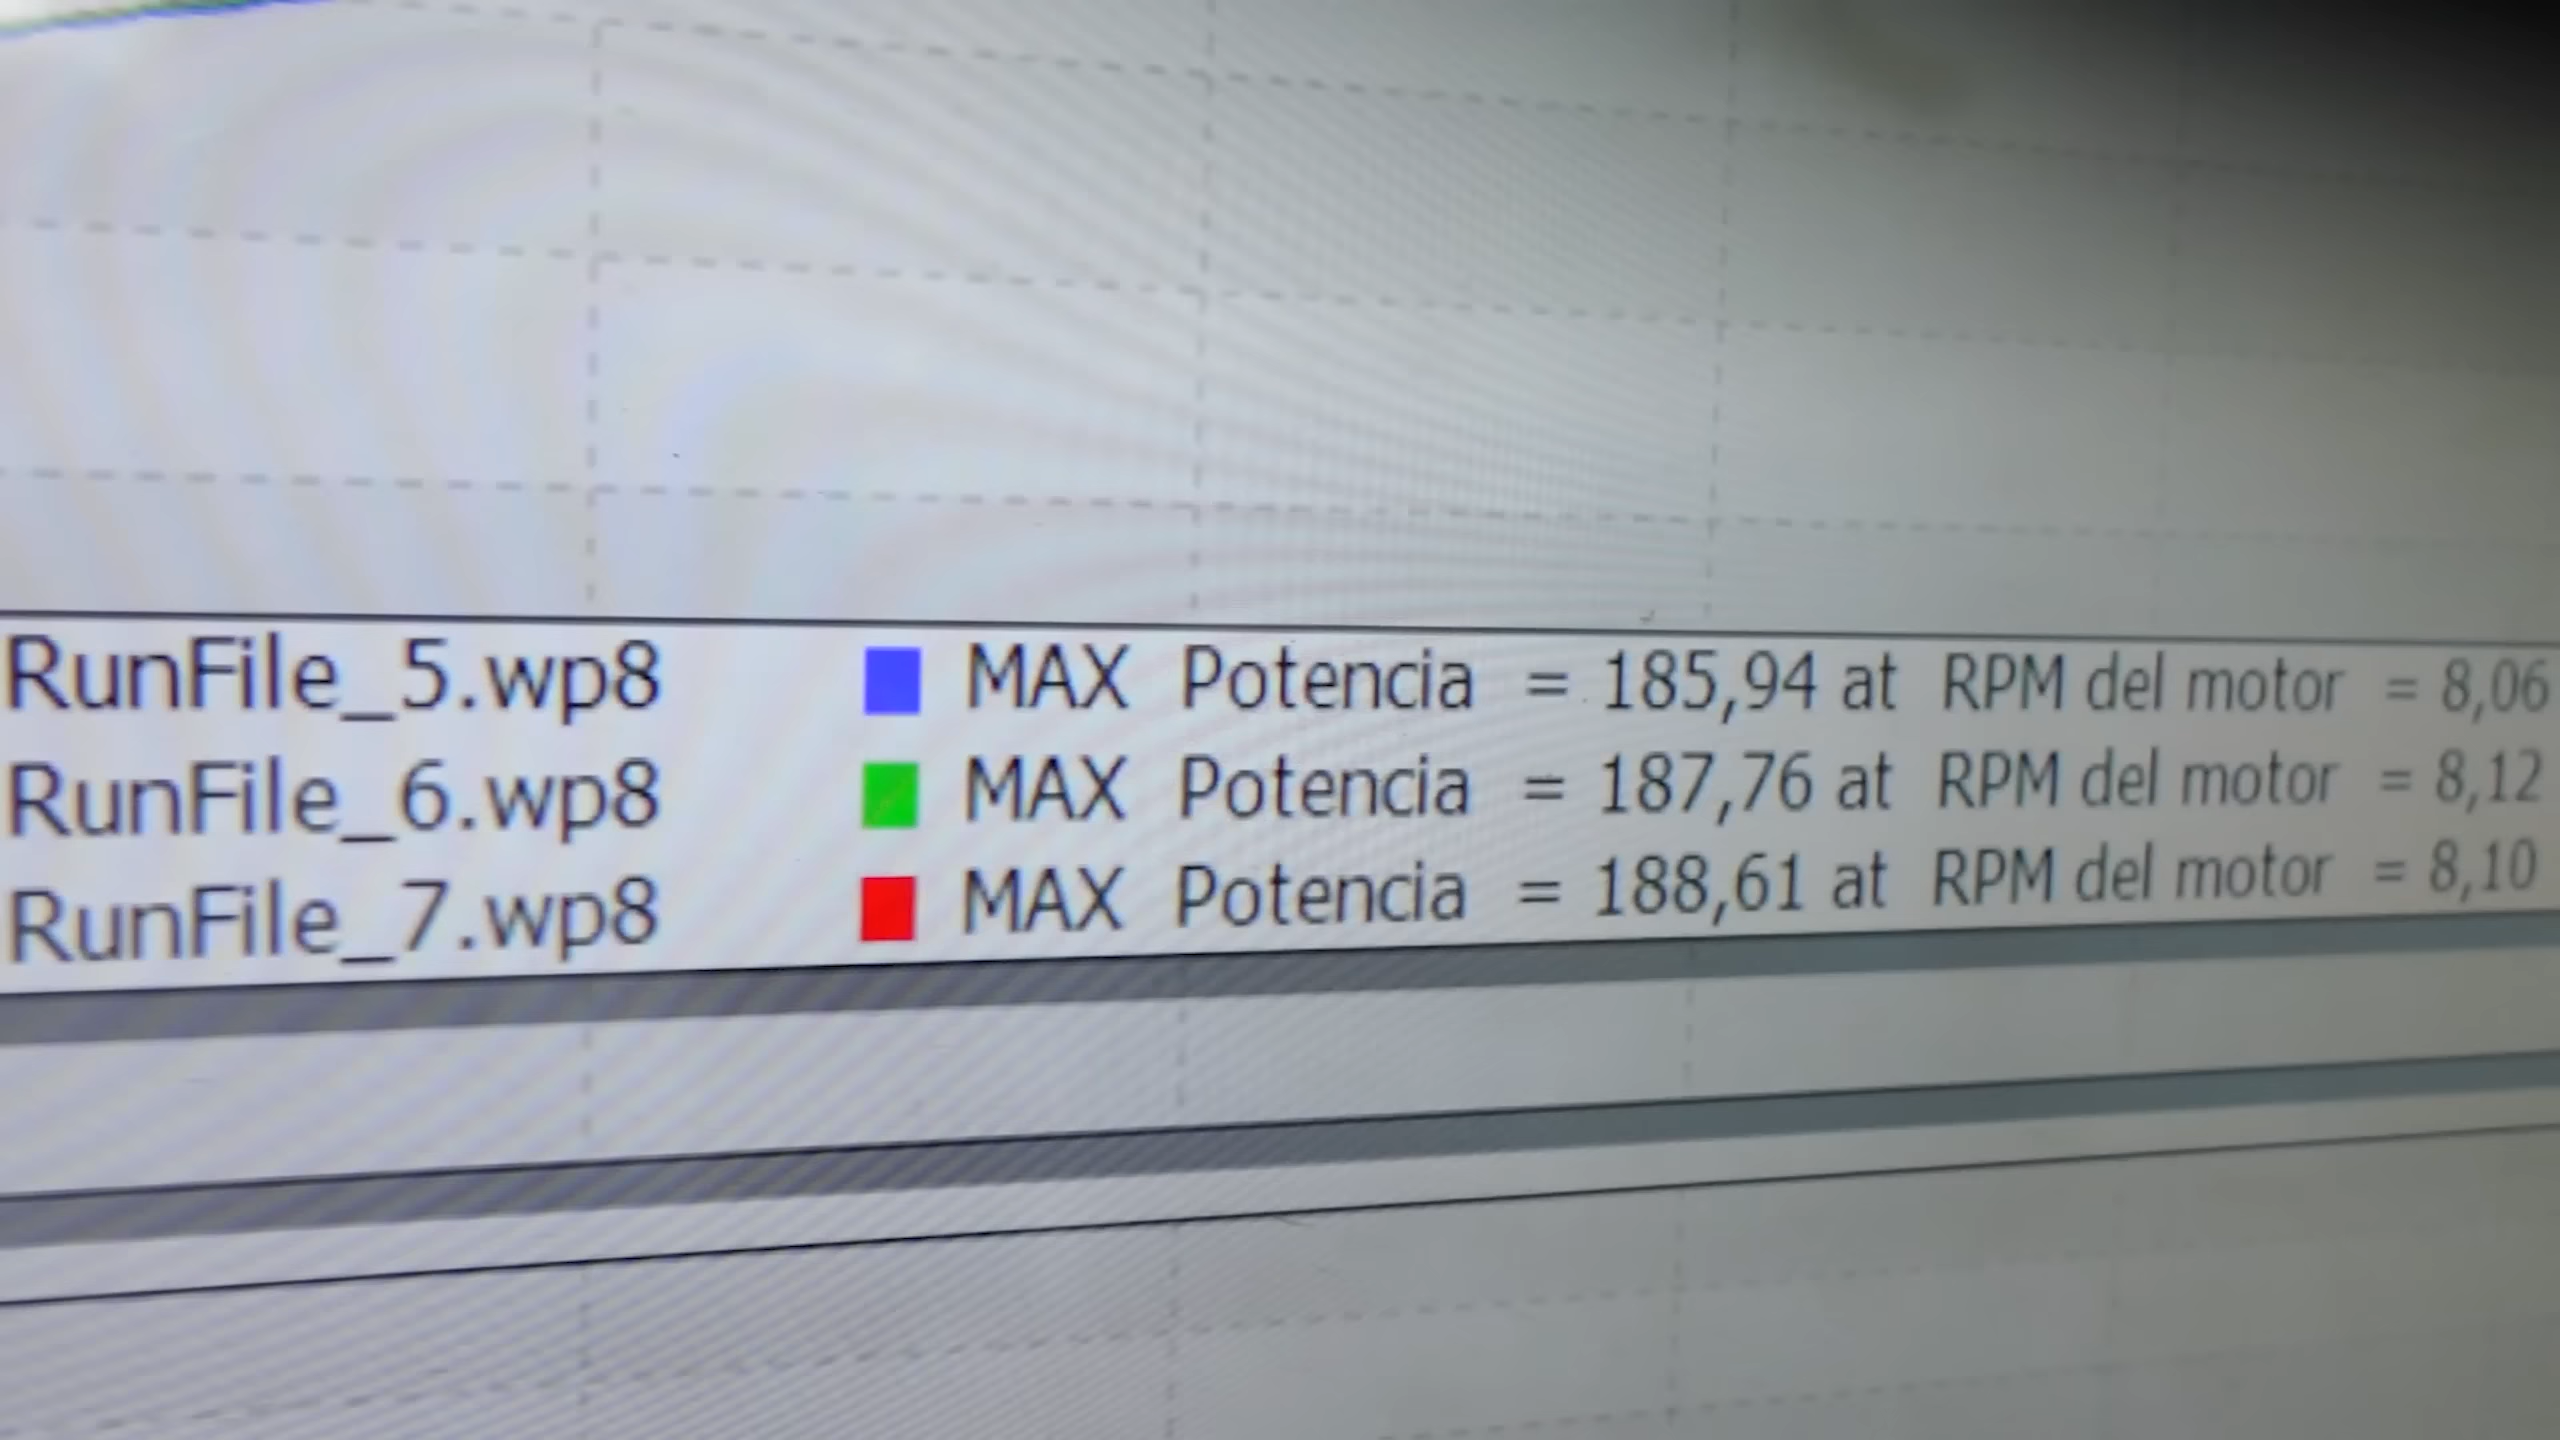 RunFile_5.wp8 MAX Potencia = 185,94 at RPM del motor = 8,06
RunFile_6.wp8 MAX Potencia = 187,76 at RPM del motor = 8,12
RunFile_7.wp8 MAX Potencia = 188,61 at RPM del motor = 8,10